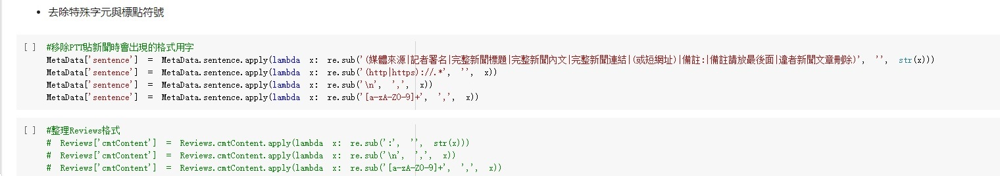 • 去除特殊字元與標點符號
[ ] #移除PTT貼新聞時會出現的格式用字
MetaData['sentence'] = MetaData.sentence.apply(lambda x: re.sub('(媒體來源|記者署名|完整新聞標題|完整新聞內文|完整新聞連結|(或短網址)|備註:|備註請放最後面|違者新聞文章刪除)', '', str(x)))
MetaData['sentence'] = MetaData.sentence.apply(lambda x: re.sub('(http|https)://.*', '', x))
MetaData['sentence'] = MetaData.sentence.apply(lambda x: re.sub('\n', ',', x))
MetaData['sentence'] = MetaData.sentence.apply(lambda x: re.sub('[a-zA-Z0-9]+', ',', x))
[ ] #整理Reviews格式
# Reviews['cmtContent'] = Reviews.cmtContent.apply(lambda x: re.sub(':', '', str(x)))
# Reviews['cmtContent'] = Reviews.cmtContent.apply(lambda x: re.sub('\n', ',', x))
# Reviews['cmtContent'] = Reviews.cmtContent.apply(lambda x: re.sub('[a-zA-Z0-9]+', ',', x))